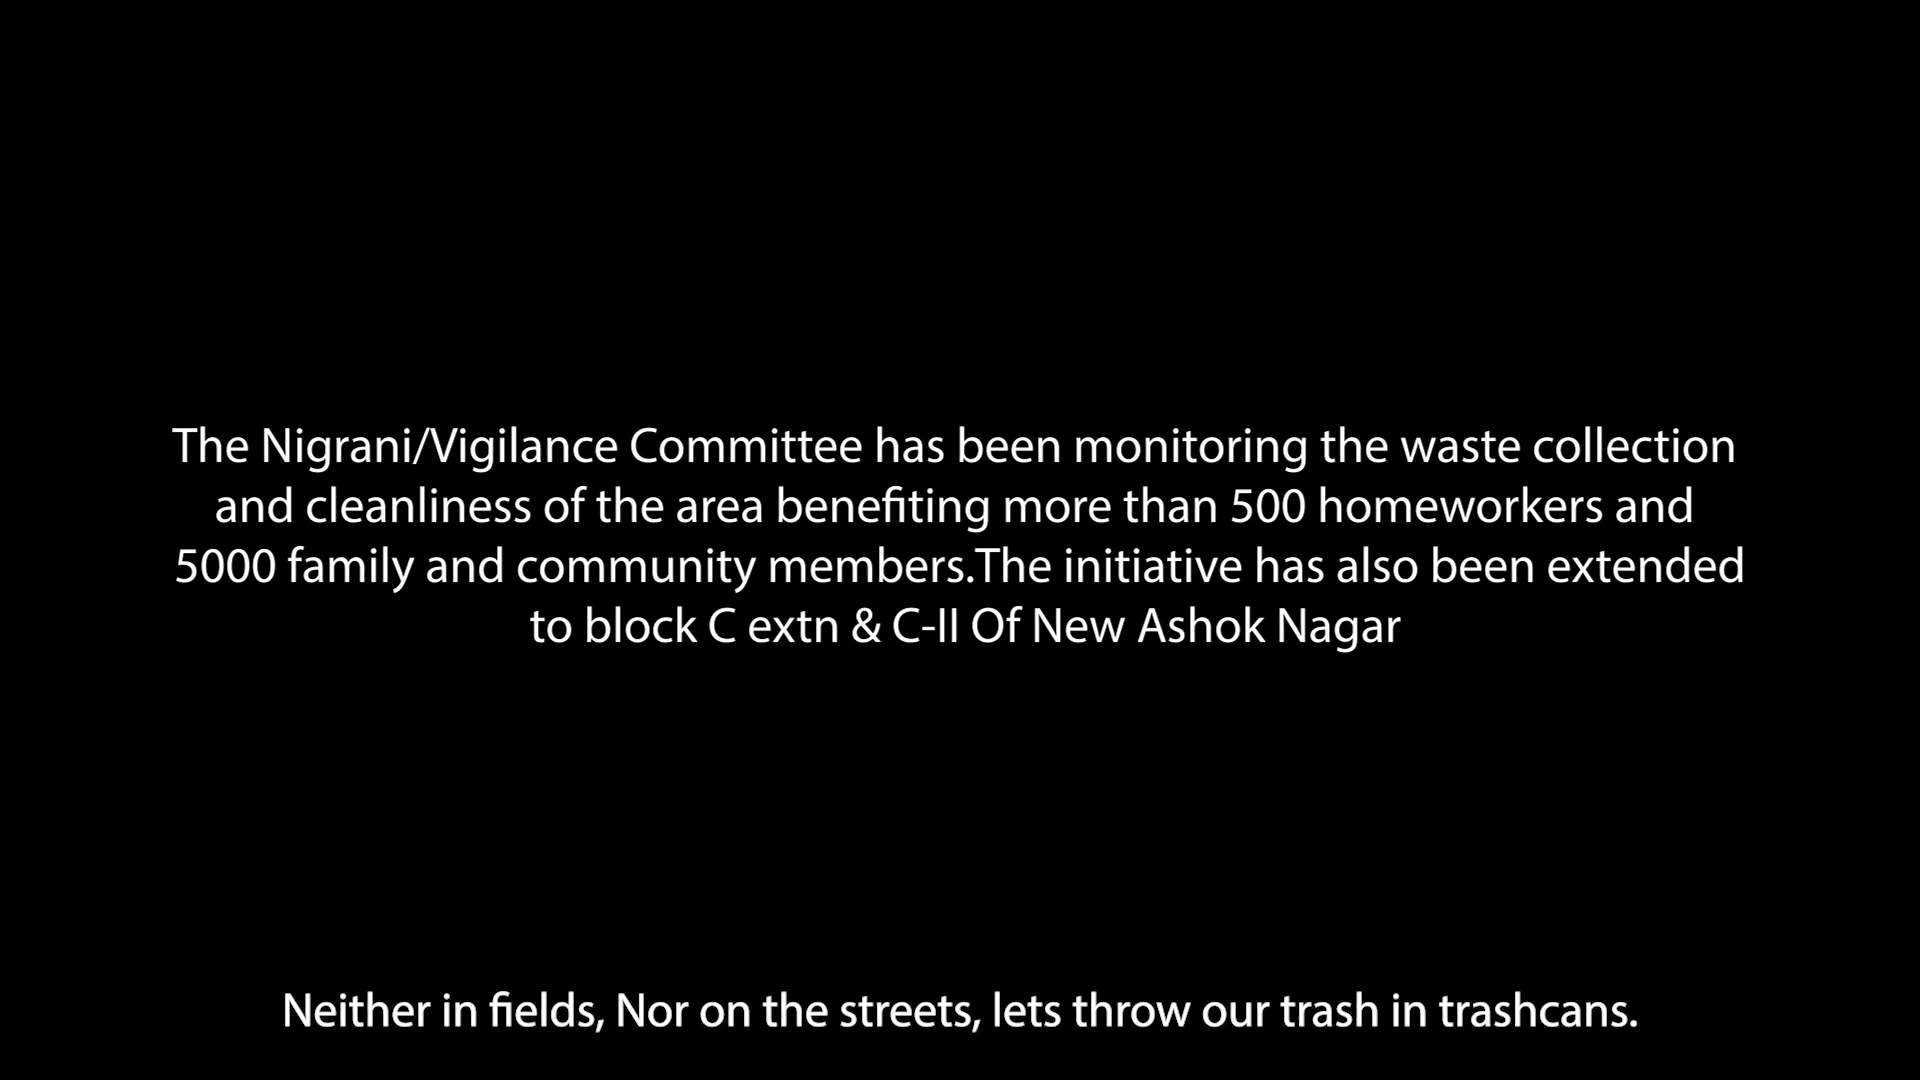 The Nigrani/Vigilance Committee has been monitoring the waste collection
and cleanliness of the area benefiting more than 500 homeworkers and
5000 family and community members.The initiative has also been extended
to block C extn & C-II Of New Ashok Nagar
Neither in fields, Nor on the streets, lets throw our trash in trashcans.